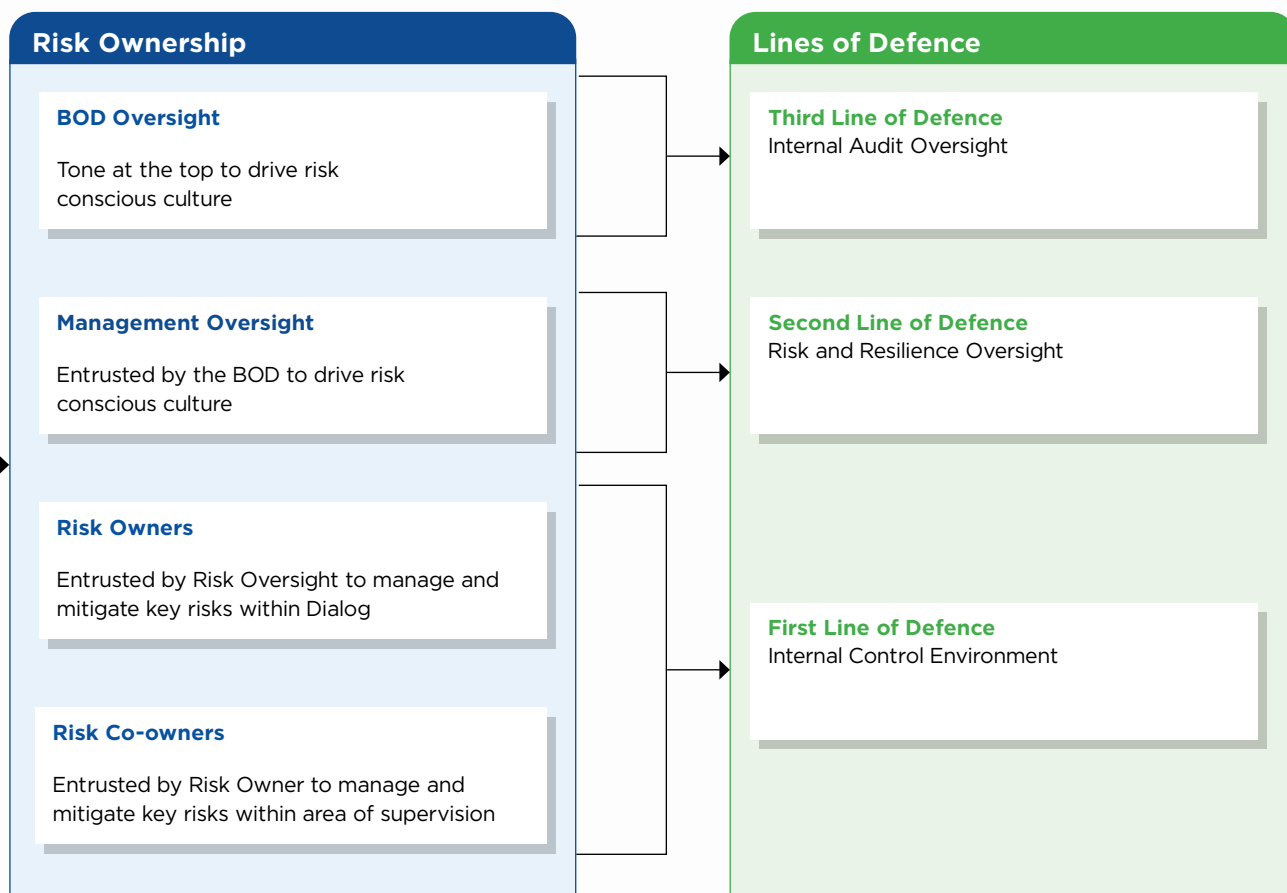 Risk Ownership
BOD Oversight
Tone at the top to drive risk
conscious culture
Management Oversight
Entrusted by the BOD to drive risk
conscious culture
Risk Owners
Entrusted by Risk Oversight to manage and
mitigate key risks within Dialog
Risk Co-owners
Entrusted by Risk Owner to manage and
mitigate key risks within area of supervision
Lines of Defence
Third Line of Defence
Internal Audit Oversight
Second Line of Defence
Risk and Resilience Oversight
First Line of Defence
Internal Control Environment